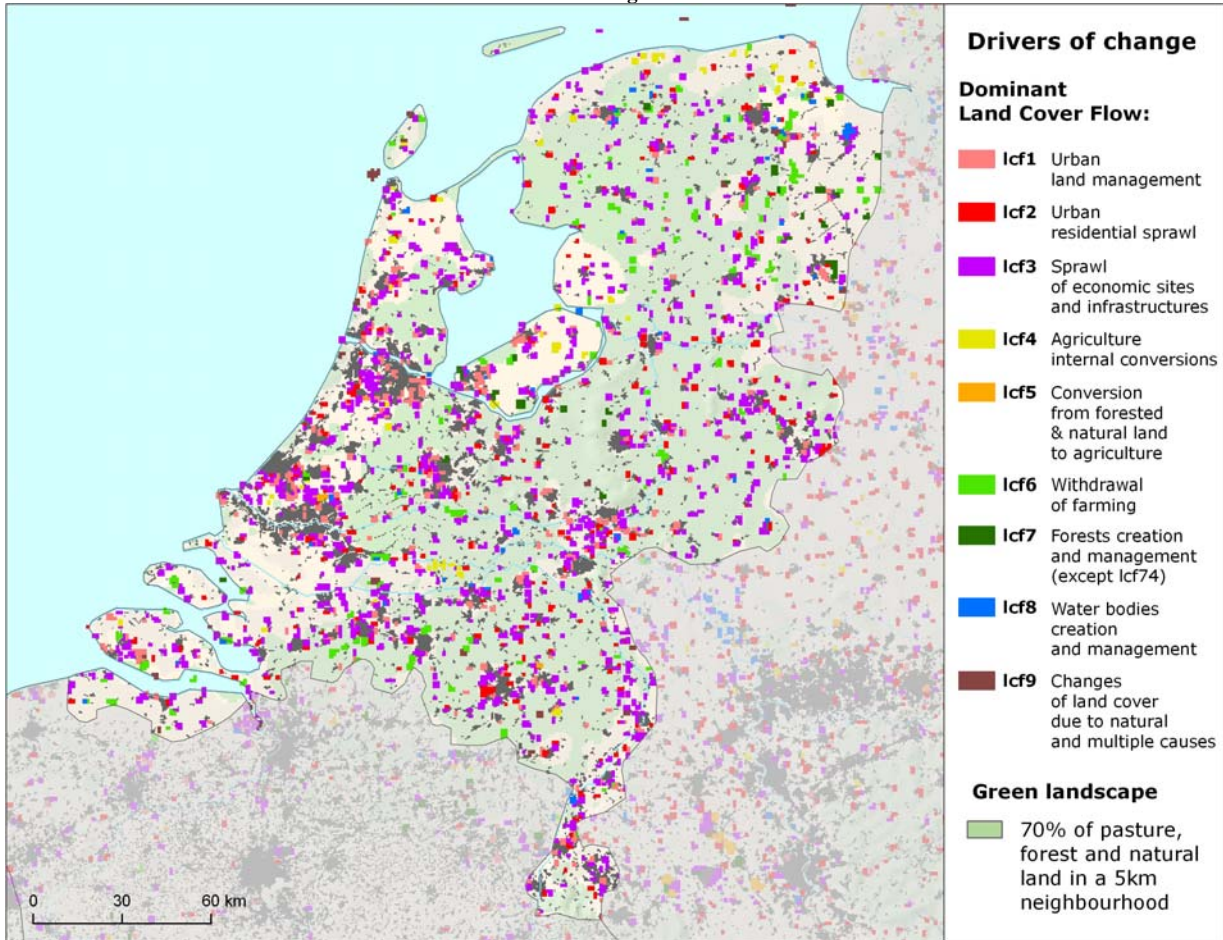 Drivers of change
Dominant
Land Cover Flow:
lcf1 Urban
land management
lcf2 Urban
residential sprawl
lcf3 Sprawl
of economic sites
and infrastructures
lcf4 Agriculture
internal conversions
lcf5 Conversion
from forested
& natural land
to agriculture
lcf6 Withdrawal
of farming
lcf7 Forests creation
and management
(except lcf74)
lcf8 Water bodies
creation
and management
lcf9 Changes
of land cover
due to natural
and multiple causes
Green landscape
70% of pasture,
forest and natural
land in a 5km
neighbourhood
0 30 60 km